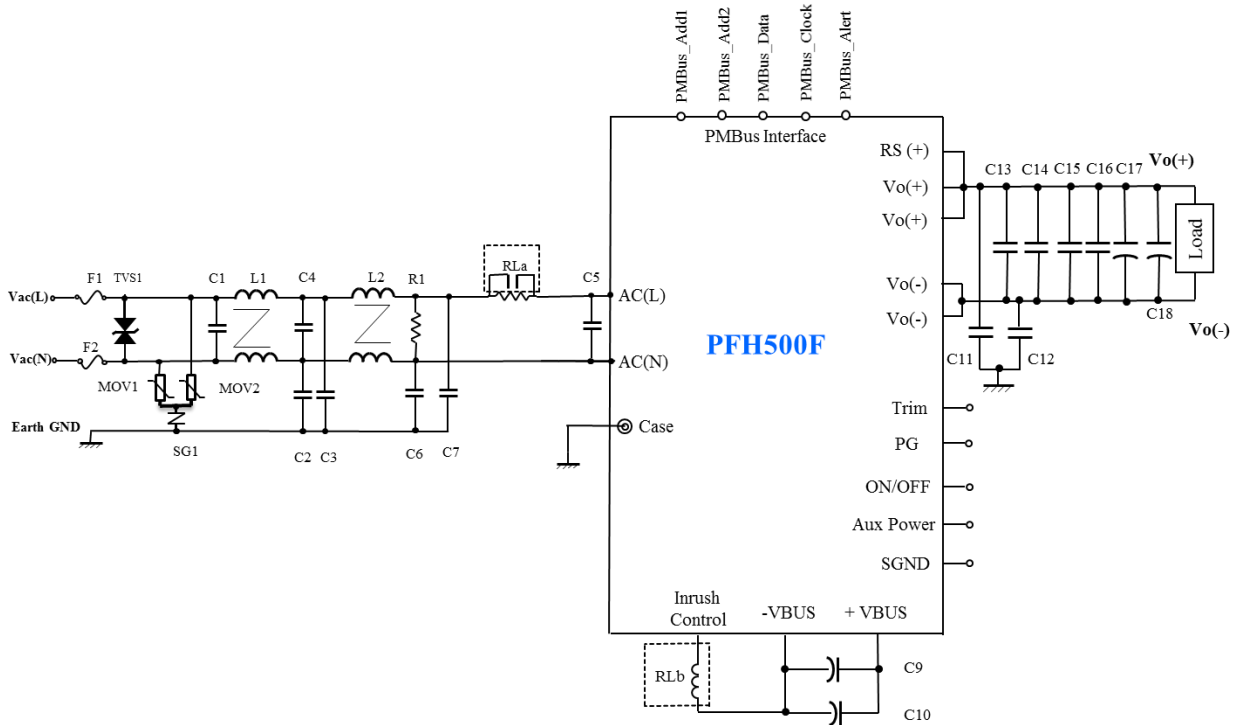 PMBus_Add1
PMBus_Add2
PMBus_Data
PMBus_Clock
PMBus_Alert
PMBus Interface
RS (+)
Vo(+)
Vo(+)
Vo(-)
Vo(-)
C13
C14
C15
C16
C17
Vo(+)
Load
C18
Vo(-)
C11
C12
F1
TVS1
C1
L1
C4
L2
R1
RLa
C5
AC(L)
Vac(L)
F2
Vac(N)
AC(N)
PFH500F
MOV1
MOV2
Earth GND
SG1
C2
C3
C6
C7
Case
Trim
PG
ON/OFF
Aux Power
SGND
Inrush
Control
-VBUS
+ VBUS
RLb
C9
C10